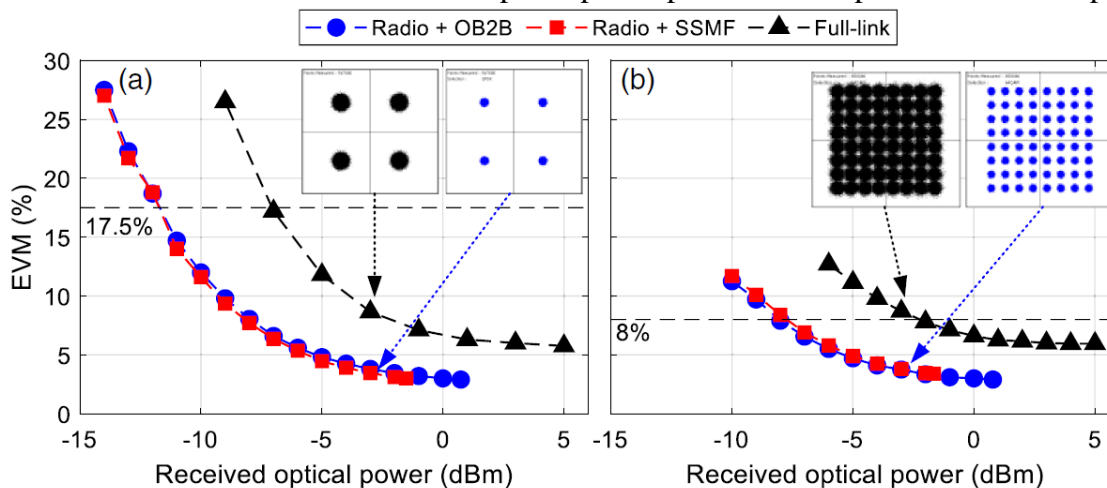 Radio + OB2B Radio + SSMF Full-link
(a)
EVM (%)
30
25
20
15
10
5
0
17.5%
-15 -10 -5 0 5
Received optical power (dBm)
(b)
8%
-15 -10 -5 0 5
Received optical power (dBm)